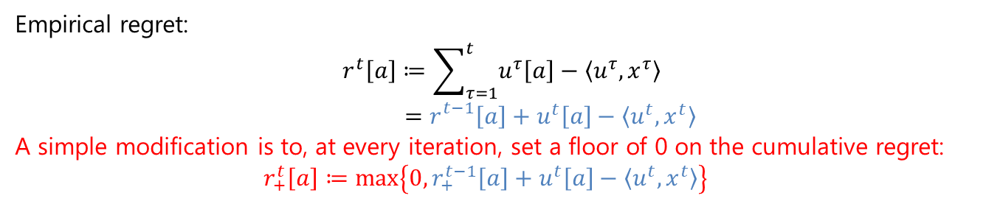 Empirical regret:
$r^t[a] \coloneqq \sum_{\tau=1}^{t} u^\tau[a] - \langle u^\tau, x^\tau \rangle$
$= r^{t-1}[a] + u^t[a] - \langle u^t, x^t \rangle$
A simple modification is to, at every iteration, set a floor of 0 on the cumulative regret:
$r_+^t[a] \coloneqq \max\{0, r_+^{t-1}[a] + u^t[a] - \langle u^t, x^t \rangle\}$